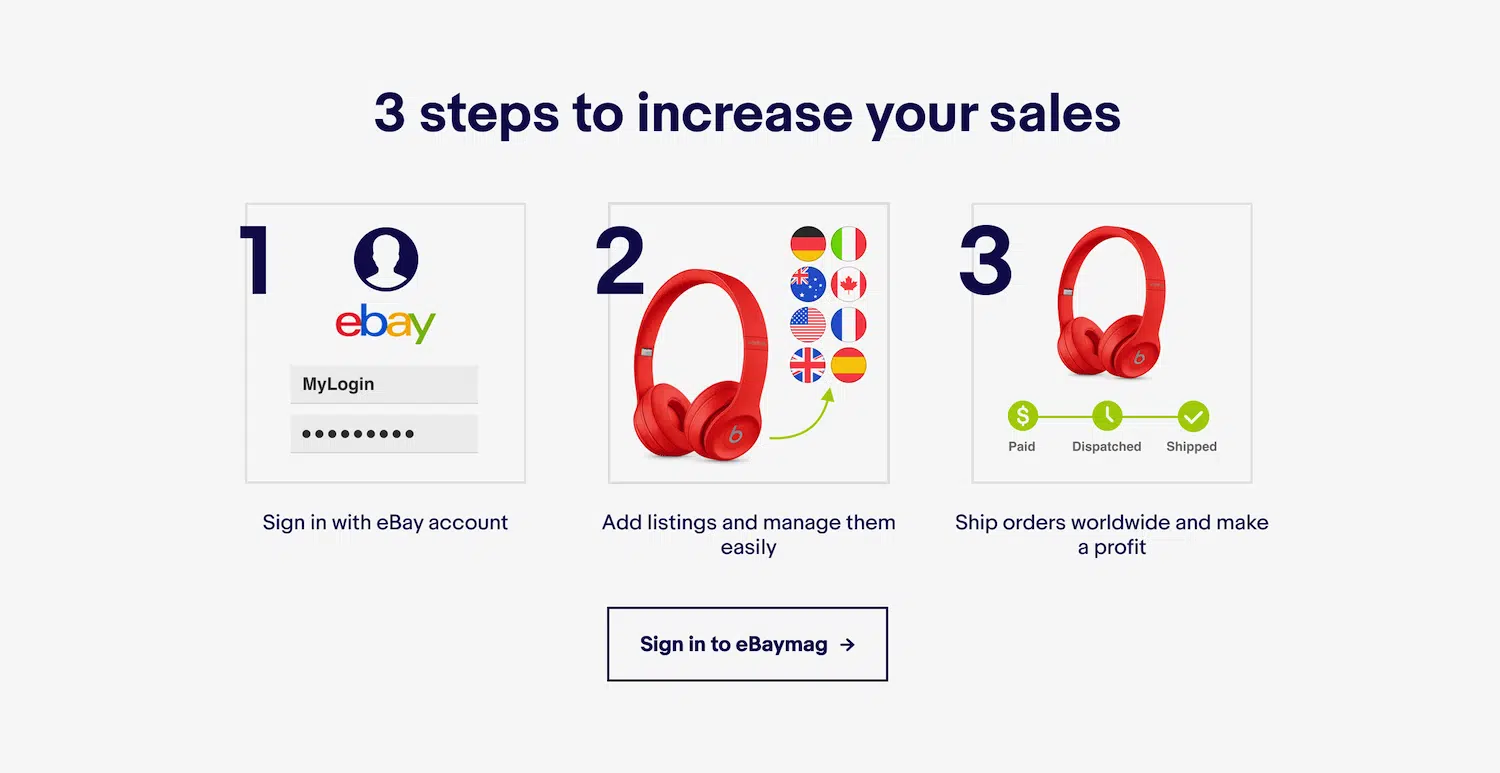 3 steps to increase your sales
1
ebay
MyLogin
Sign in with eBay account
2
b
Add listings and manage them
easily
3
b
$
Paid
Dispatched
Shipped
Ship orders worldwide and make
a profit
Sign in to eBaymag →